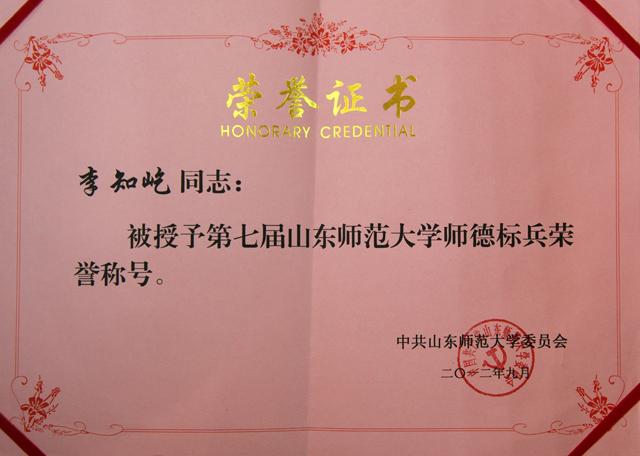 荣誉证书
HONORARY CREDENTIAL
李知屹 同志：
被授予第七届山东师范大学师德标兵荣
誉称号。
中共山东师范大学委员会
二〇一二年九月